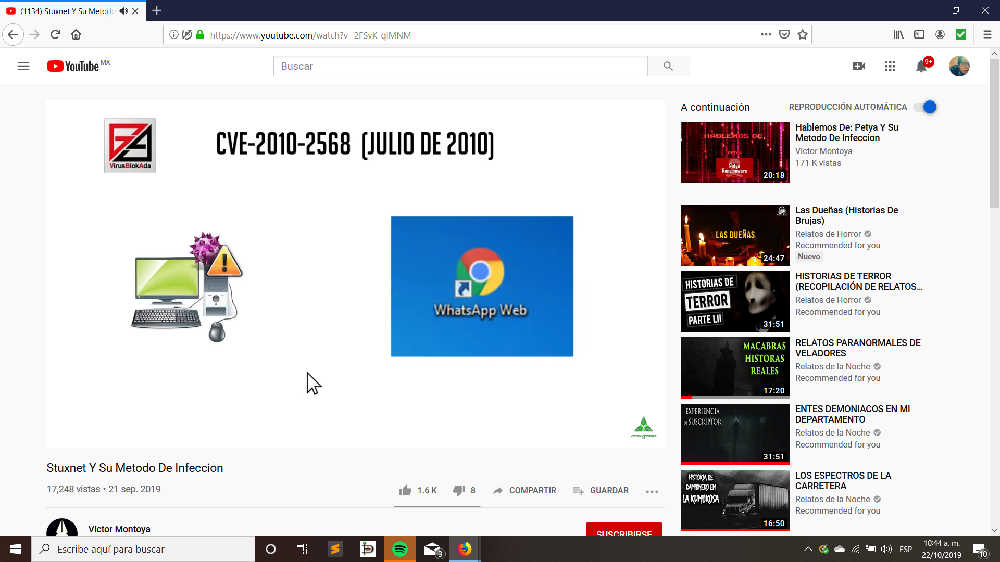 (1134) Stuxnet Y Su Metodo
https://www.youtube.com/watch?v=2FSvK-qlMNM
YouTube MX
Buscar
9+
VirusBlokAda
CVE-2010-2568 (JULIO DE 2010)
WhatsApp Web
VICTOR MONTOYA
Stuxnet Y Su Metodo De Infeccion
17,248 vistas • 21 sep. 2019
1.6 K
8
COMPARTIR
GUARDAR
Victor Montoya
SUSCRIBIRSE
A continuación
REPRODUCCIÓN AUTOMÁTICA
HABLEMOS DE
PETYA
Petya
Ransomware
20:18
Hablemos De: Petya Y Su
Metodo De Infeccion
Victor Montoya
171 K vistas
LAS DUEÑAS
24:47
Las Dueñas (Historias De
Brujas)
Relatos de Horror
Recommended for you
Nuevo
HISTORIAS DE
TERROR
PARTE LII
31:51
HISTORIAS DE TERROR
(RECOPILACIÓN DE RELATOS...
Relatos de Horror
Recommended for you
MACABRAS
HISTORAS
REALES
17:20
RELATOS PARANORMALES DE
VELADORES
Relatos de la Noche
Recommended for you
EXPERIENCIA
DE SUSCRIPTOR
31:51
ENTES DEMONIACOS EN MI
DEPARTAMENTO
Relatos de la Noche
Recommended for you
HISTORIA DE
CAMIONERO EN
LA RUMOROSA
16:50
LOS ESPECTROS DE LA
CARRETERA
Relatos de la Noche
Recommended for you
Escribe aquí para buscar
3
ESP
10:44 a. m.
22/10/2019
10